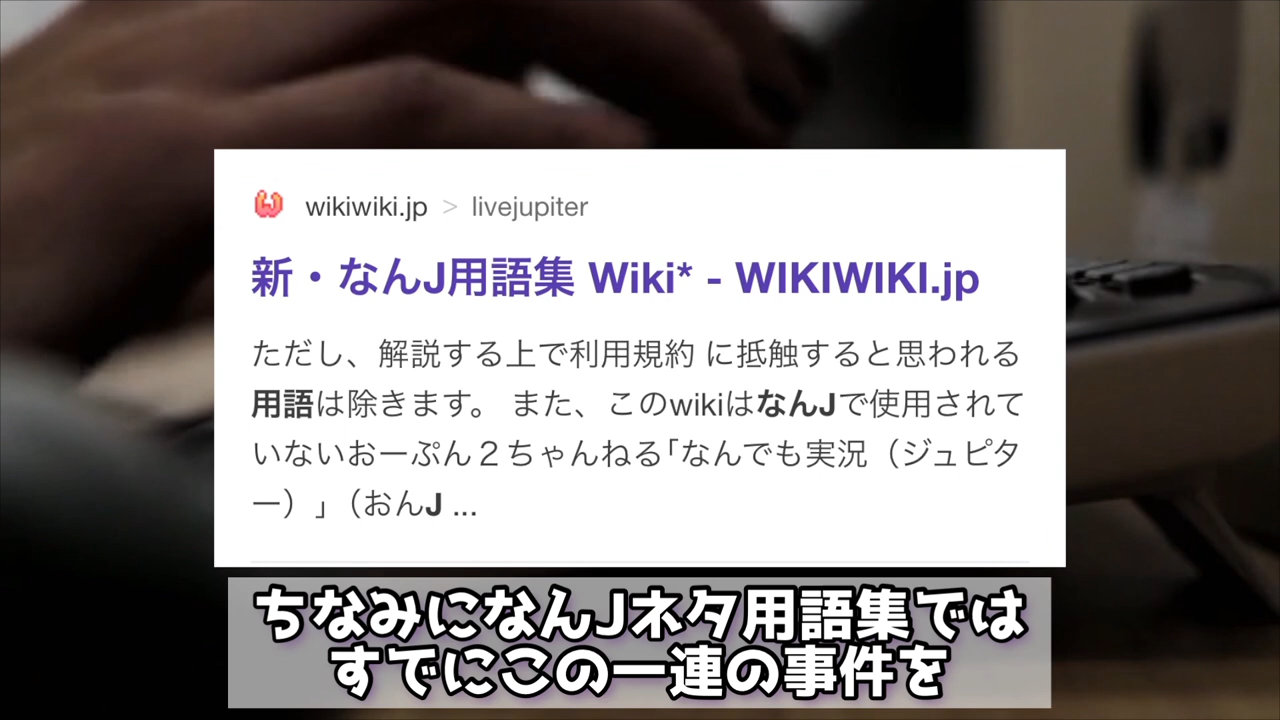 wikiwiki.jp > livejupiter
新・なんJ用語集 Wiki* - WIKIWIKI.jp
ただし、解説する上で利用規約 に抵触すると思われる
用語は除きます。 また、このwikiはなんJで使用されて
いないおーぷん２ちゃんねる｢なんでも実況（ジュピタ
ー）」（おんJ ...
ちなみになんJネタ用語集では
すでにこの一連の事件を